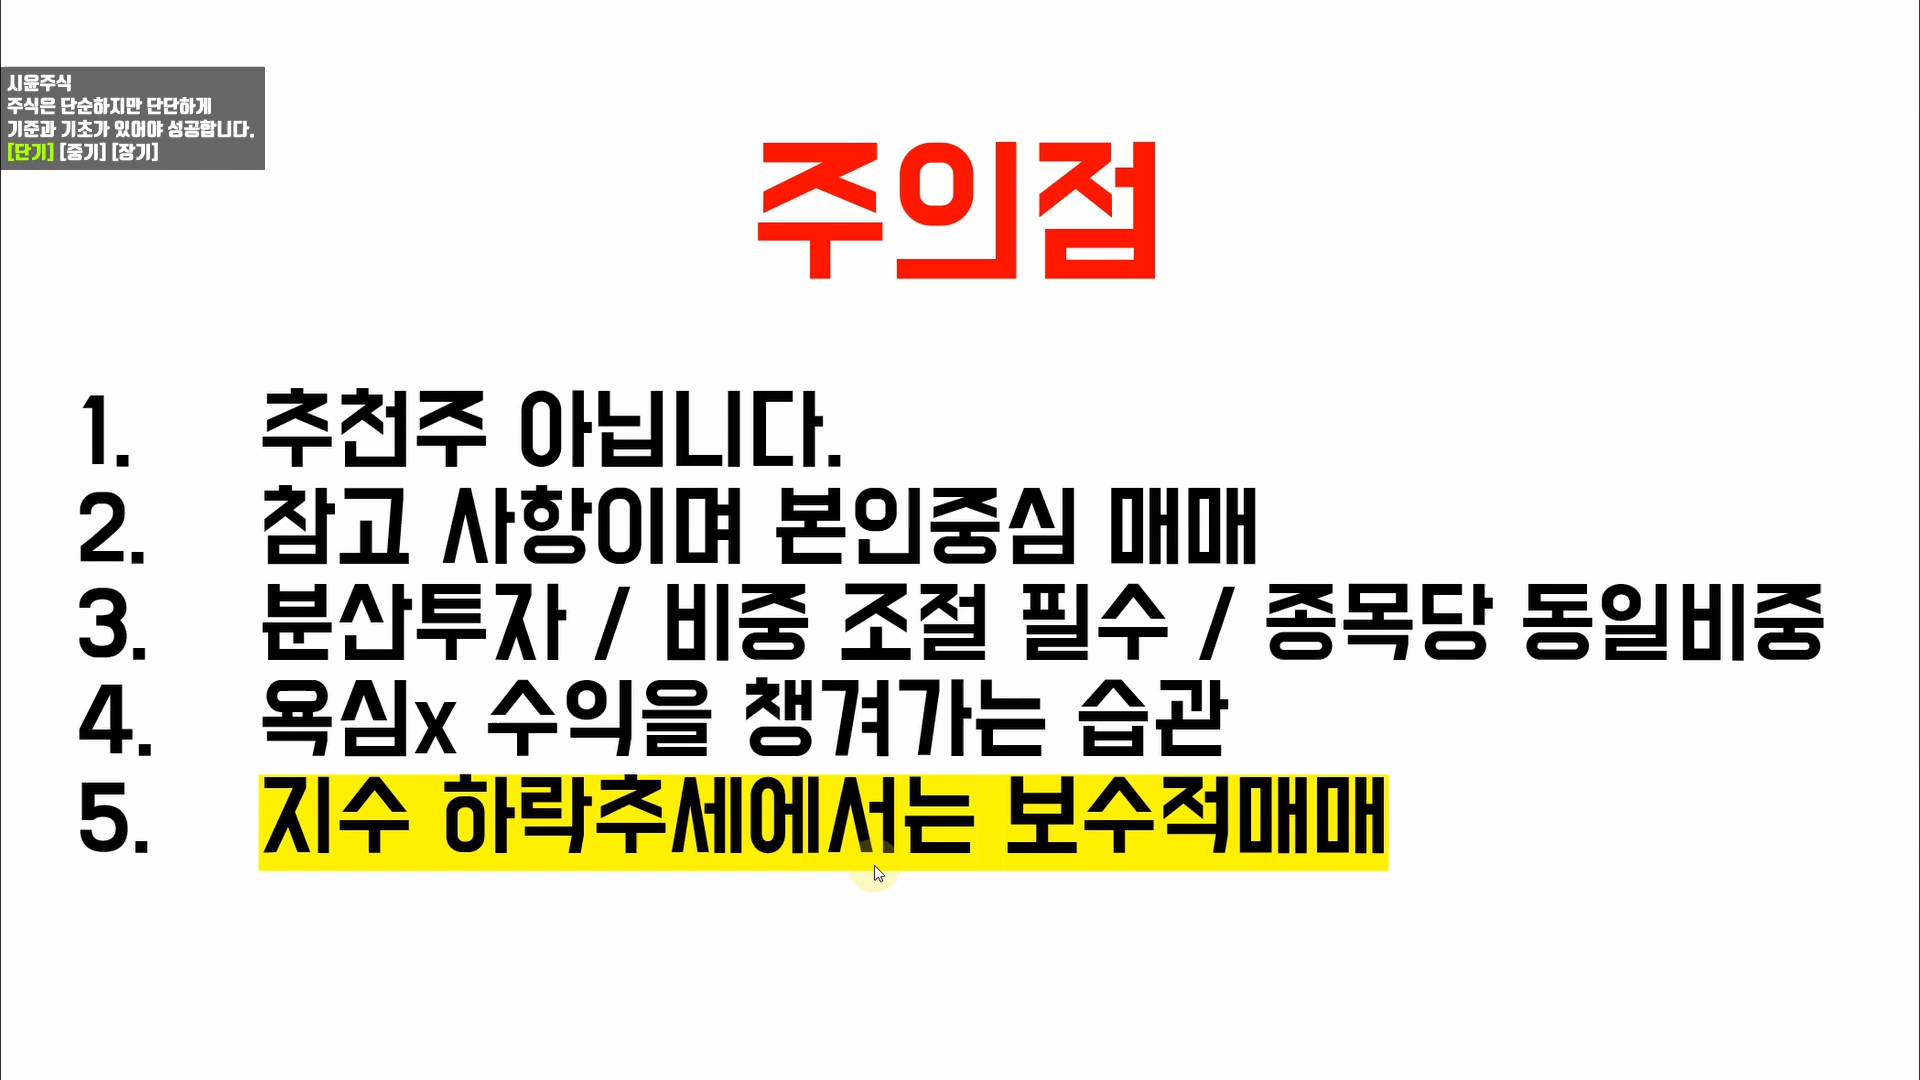 시윤주식
주식은 단순하지만 단단하게
기준과 기초가 있어야 성공합니다.
[단기] [중기] [장기]
주의점
1. 추천주 아닙니다.
2. 참고 사항이며 본인중심 매매
3. 분산투자 / 비중 조절 필수 / 종목당 동일비중
4. 욕심x 수익을 챙겨가는 습관
5. 지수 하락추세에서는 보수적매매